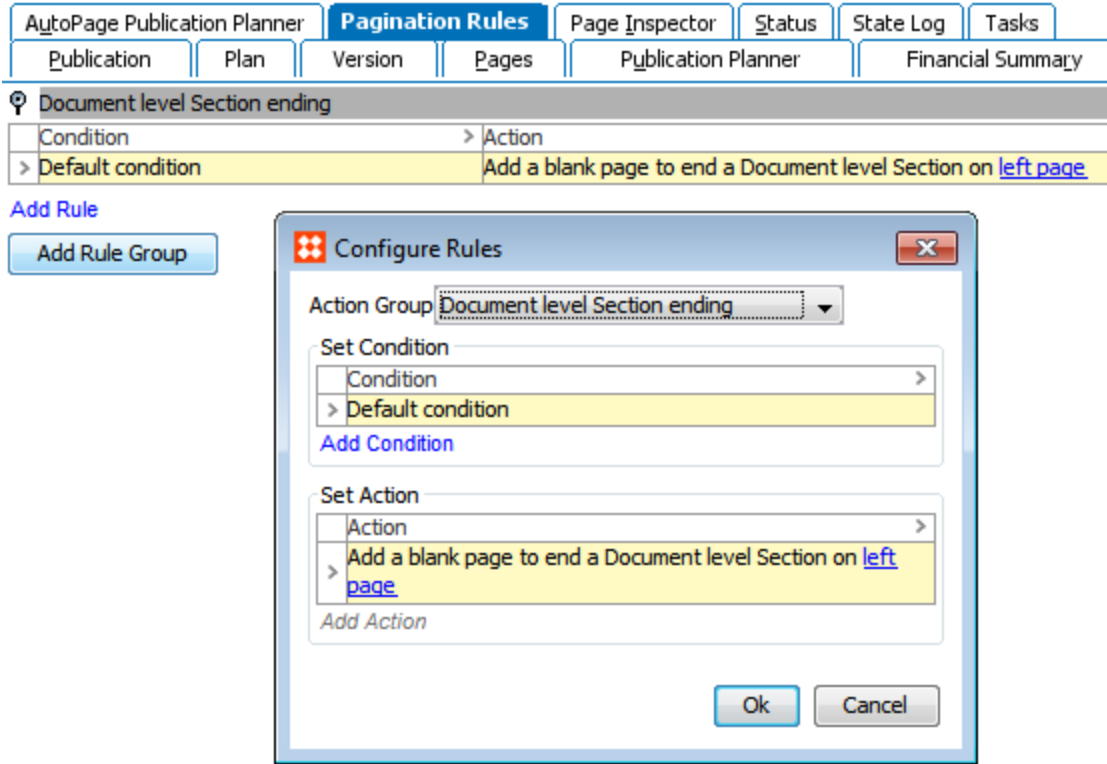 AutoPage Publication Planner Pagination Rules Page Inspector Status State Log Tasks
Publication Plan Version Pages Publication Planner Financial Summary
Document level Section ending
Condition > Action
> Default condition Add a blank page to end a Document level Section on left page
Add Rule
Add Rule Group
Configure Rules
Action Group Document level Section ending
Set Condition
Condition >
> Default condition
Add Condition
Set Action
Action >
> Add a blank page to end a Document level Section on left
page
Add Action
Ok Cancel